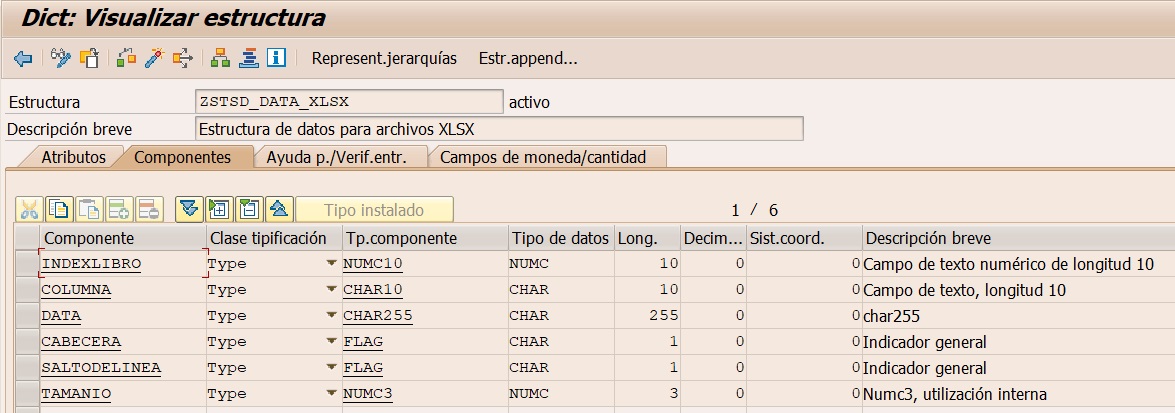 Dict: Visualizar estructura
Represent.jerarquías Estr.append...
Estructura ZSTSD_DATA_XLSX activo
Descripción breve Estructura de datos para archivos XLSX
Atributos Componentes Ayuda p./Verif.entr. Campos de moneda/cantidad
Tipo instalado 1 / 6
Componente Clase tipificación Tp.componente Tipo de datos Long. Decim... Sist.coord. Descripción breve
INDEXLIBRO Type NUMC10 NUMC 10 0 0 Campo de texto numérico de longitud 10
COLUMNA Type CHAR10 CHAR 10 0 0 Campo de texto, longitud 10
DATA Type CHAR255 CHAR 255 0 0 char255
CABECERA Type FLAG CHAR 1 0 0 Indicador general
SALTODELINEA Type FLAG CHAR 1 0 0 Indicador general
TAMANIO Type NUMC3 NUMC 3 0 0 Numc3, utilización interna